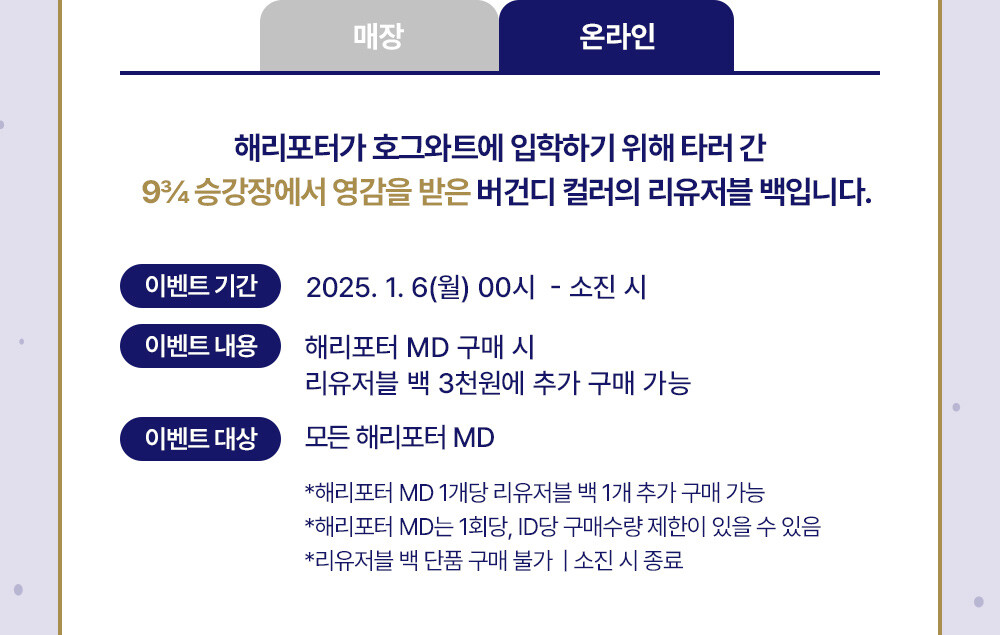 매장
온라인
해리포터가 호그와트에 입학하기 위해 타러 간
9¾ 승강장에서 영감을 받은 버건디 컬러의 리유저블 백입니다.
이벤트 기간
2025. 1. 6(월) 00시 - 소진 시
이벤트 내용
해리포터 MD 구매 시
리유저블 백 3천원에 추가 구매 가능
이벤트 대상
모든 해리포터 MD
*해리포터 MD 1개당 리유저블 백 1개 추가 구매 가능
*해리포터 MD는 1회당, ID당 구매수량 제한이 있을 수 있음
*리유저블 백 단품 구매 불가 | 소진 시 종료